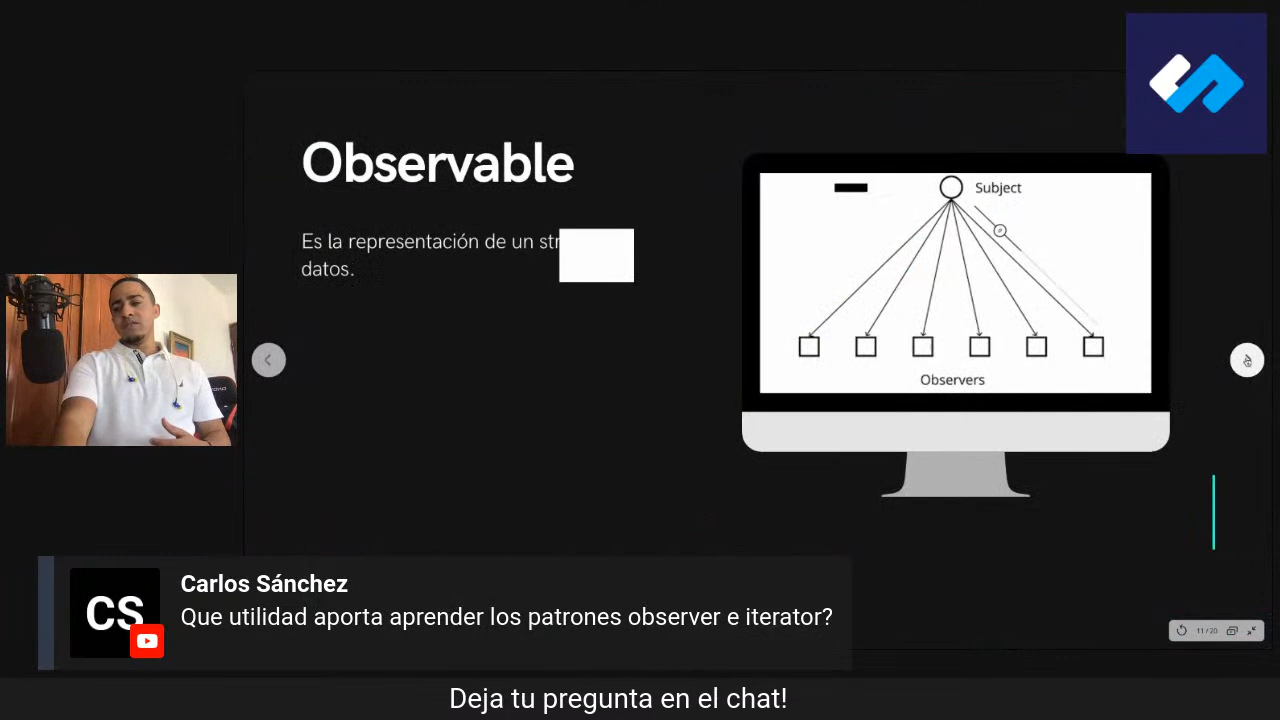 Observable
Es la representación de un
datos.
Subject
Observers
CS
Carlos Sánchez
Que utilidad aporta aprender los patrones observer e iterator?
11 / 20
Deja tu pregunta en el chat!